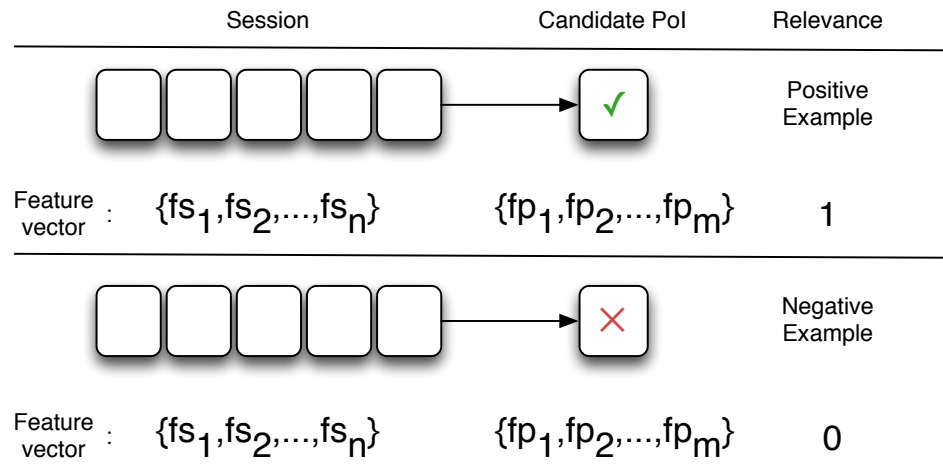 Session Candidate PoI Relevance
✓ Positive
Example
Feature
vector : {fs1,fs2,...,fsn} {fp1,fp2,...,fpm} 1
✕ Negative
Example
Feature
vector : {fs1,fs2,...,fsn} {fp1,fp2,...,fpm} 0